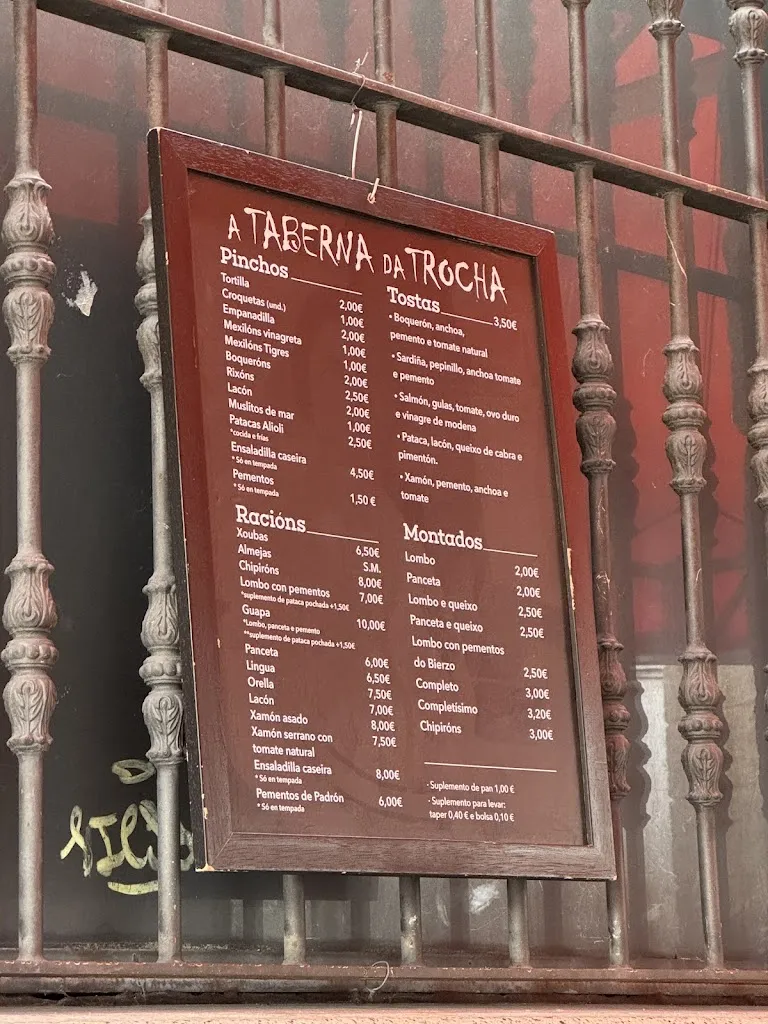 A TABERNA DA TROCHA
Pinchos
Tortilla 2,00€
Croquetas (und.) 1,00€
Empanadilla 2,00€
Mexilóns vinagreta 1,00€
Mexilóns Tigres 1,00€
Boqueróns 2,00€
Rixóns 2,50€
Lacón 2,00€
Muslitos de mar 1,00€
Patacas Alioli 2,50€
*cocida e frías
Ensaladilla caseira 4,50€
* Só en tempada
Pementos 1,50 €
* Só en tempada
Racións
Xoubas 6,50€
Almejas S.M.
Chipiróns 8,00€
Lombo con pementos 7,00€
*suplemento de pataca pochada +1,50€
Guapa 10,00€
*Lombo, panceta e pemento
**suplemento de pataca pochada +1,50€
Panceta 6,00€
Lingua 6,50€
Orella 7,50€
Lacón 7,00€
Xamón asado 8,00€
Xamón serrano con 7,50€
tomate natural
Ensaladilla caseira 8,00€
* Só en tempada
Pementos de Padrón 6,00€
* Só en tempada
Tostas 3,50€
• Boquerón, anchoa,
pemento e tomate natural
• Sardiña, pepinillo, anchoa tomate
e pemento
• Salmón, gulas, tomate, ovo duro
e vinagre de modena
• Pataca, lacón, queixo de cabra e
pimentón.
• Xamón, pemento, anchoa e
tomate
Montados
Lombo 2,00€
Panceta 2,00€
Lombo e queixo 2,50€
Panceta e queixo 2,50€
Lombo con pementos
do Bierzo 2,50€
Completo 3,00€
Completísimo 3,20€
Chipiróns 3,00€
· Suplemento de pan 1,00 €
· Suplemento para levar:
taper 0,40 € e bolsa 0,10 €